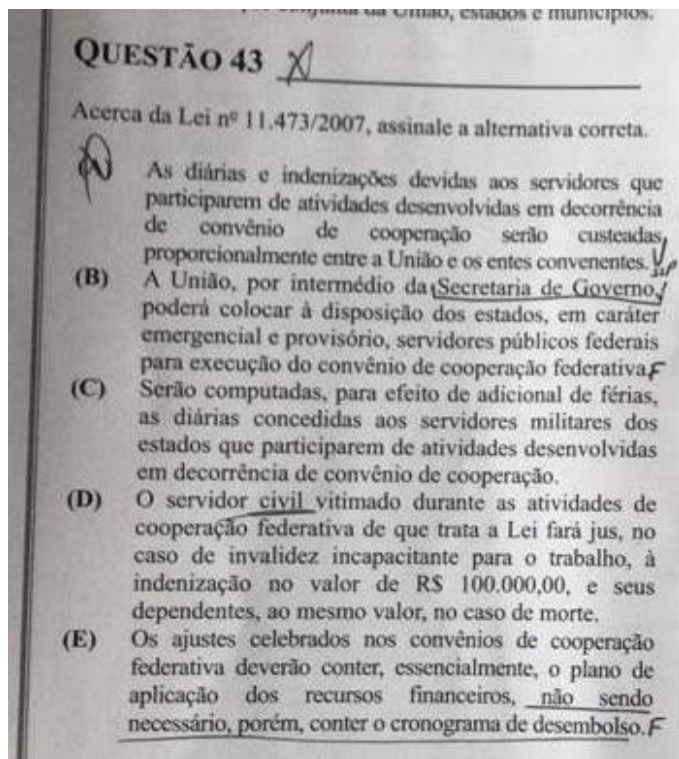 da União, estados e municípios.
QUESTÃO 43
Acerca da Lei nº 11.473/2007, assinale a alternativa correta.
As diárias e indenizações devidas aos servidores que
participarem de atividades desenvolvidas em decorrência
de convênio de cooperação serão custeadas
proporcionalmente entre a União e os entes convenentes.
(B) A União, por intermédio da Secretaria de Governo,
poderá colocar à disposição dos estados, em caráter
emergencial e provisório, servidores públicos federais
para execução do convênio de cooperação federativa F
(C) Serão computadas, para efeito de adicional de férias,
as diárias concedidas aos servidores militares dos
estados que participarem de atividades desenvolvidas
em decorrência de convênio de cooperação.
(D) O servidor civil vitimado durante as atividades de
cooperação federativa de que trata a Lei fará jus, no
caso de invalidez incapacitante para o trabalho, à
indenização no valor de R$ 100.000,00, e seus
dependentes, ao mesmo valor, no caso de morte.
(E) Os ajustes celebrados nos convênios de cooperação
federativa deverão conter, essencialmente, o plano de
aplicação dos recursos financeiros, não sendo
necessário, porém, conter o cronograma de desembolso. F